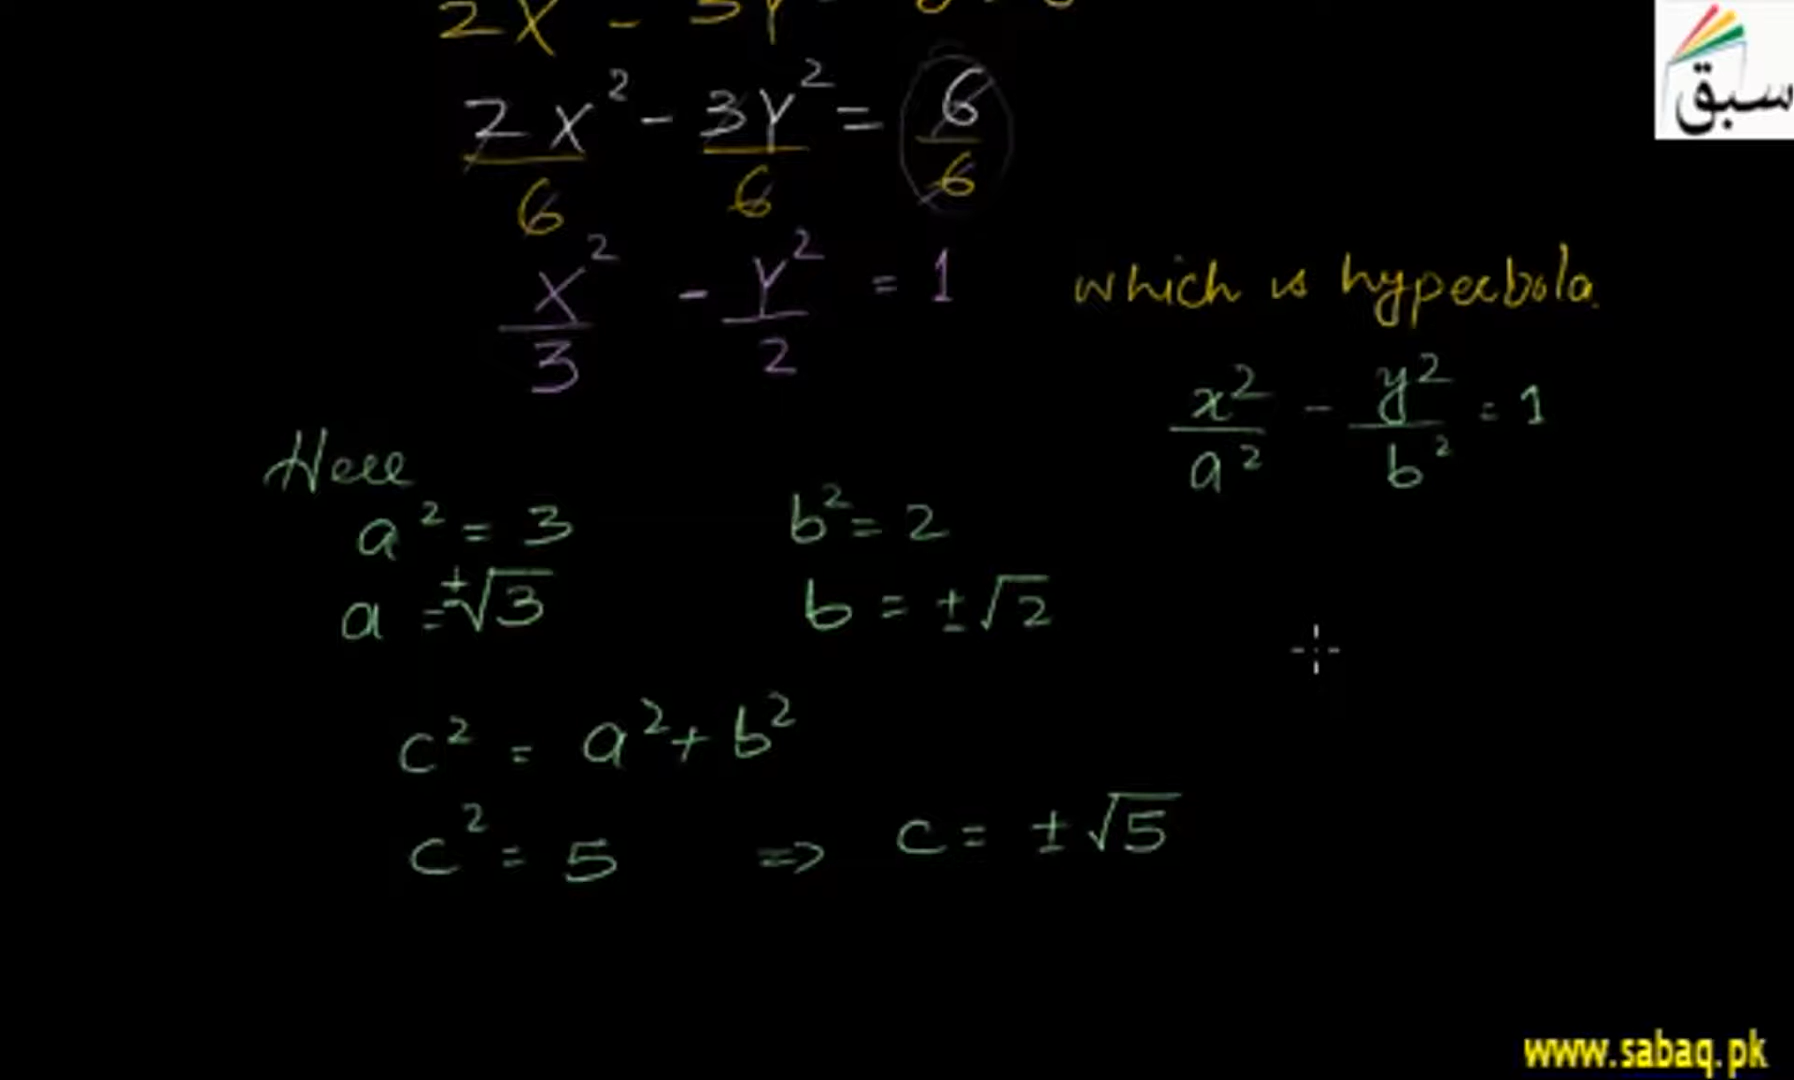 سبق
2X² - 3Y² = 6
6 6 6
X² - Y² = 1 which is hyperbola.
3 2
x² - y² = 1
a² b²
Here
a² = 3 b² = 2
a = ±√3 b = ±√2
c² = a² + b²
c² = 5 => c = ±√5
www.sabaq.pk